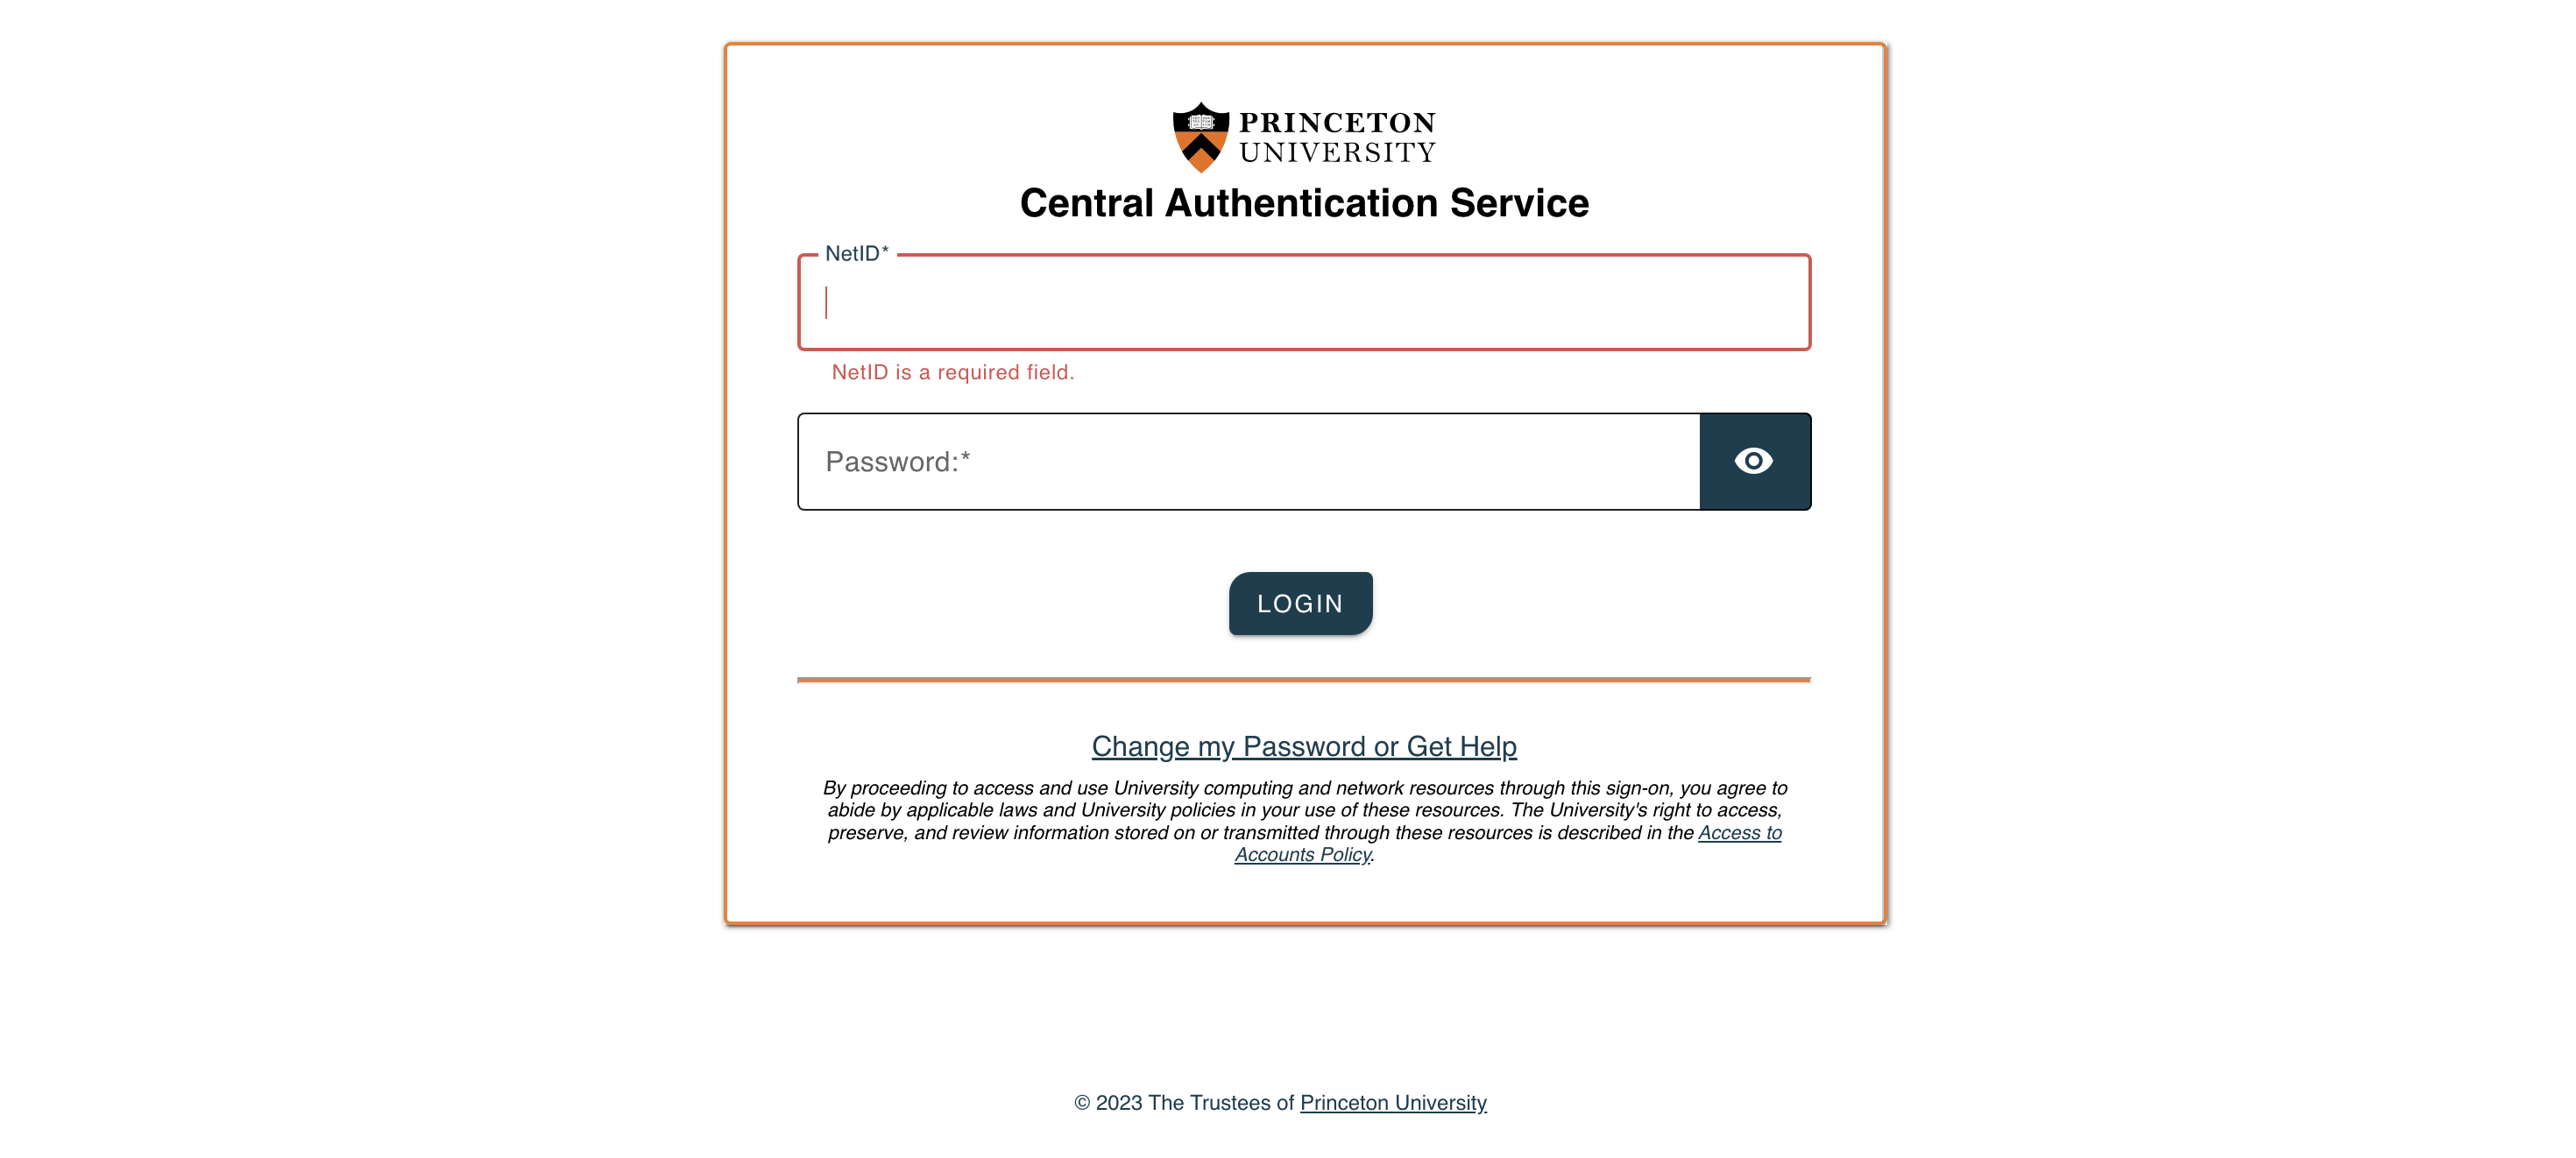 PRINCETON
UNIVERSITY
Central Authentication Service
NetID*
NetID is a required field.
Password:*
LOGIN
Change my Password or Get Help
By proceeding to access and use University computing and network resources through this sign-on, you agree to
abide by applicable laws and University policies in your use of these resources. The University's right to access,
preserve, and review information stored on or transmitted through these resources is described in the Access to
Accounts Policy.
© 2023 The Trustees of Princeton University